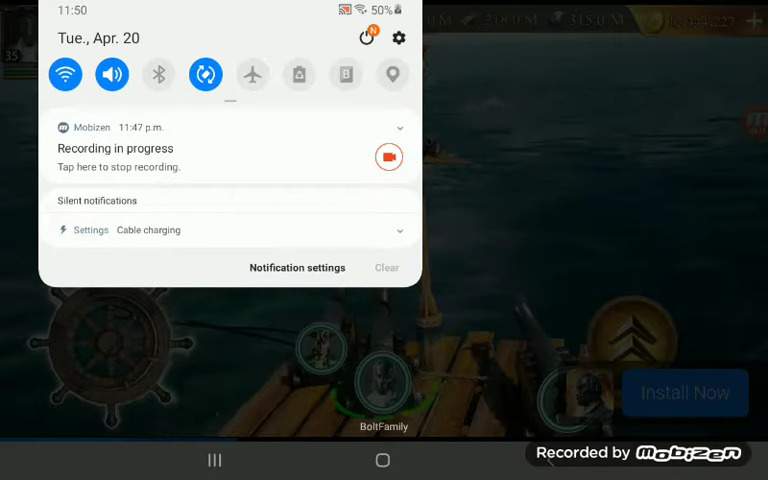 11:50
50%
Tue., Apr. 20
N
Mobizen 11:47 p.m.
Recording in progress
Tap here to stop recording.
Silent notifications
Settings Cable charging
Notification settings
Clear
35
Install Now
BoltFamily
Recorded by mobizen